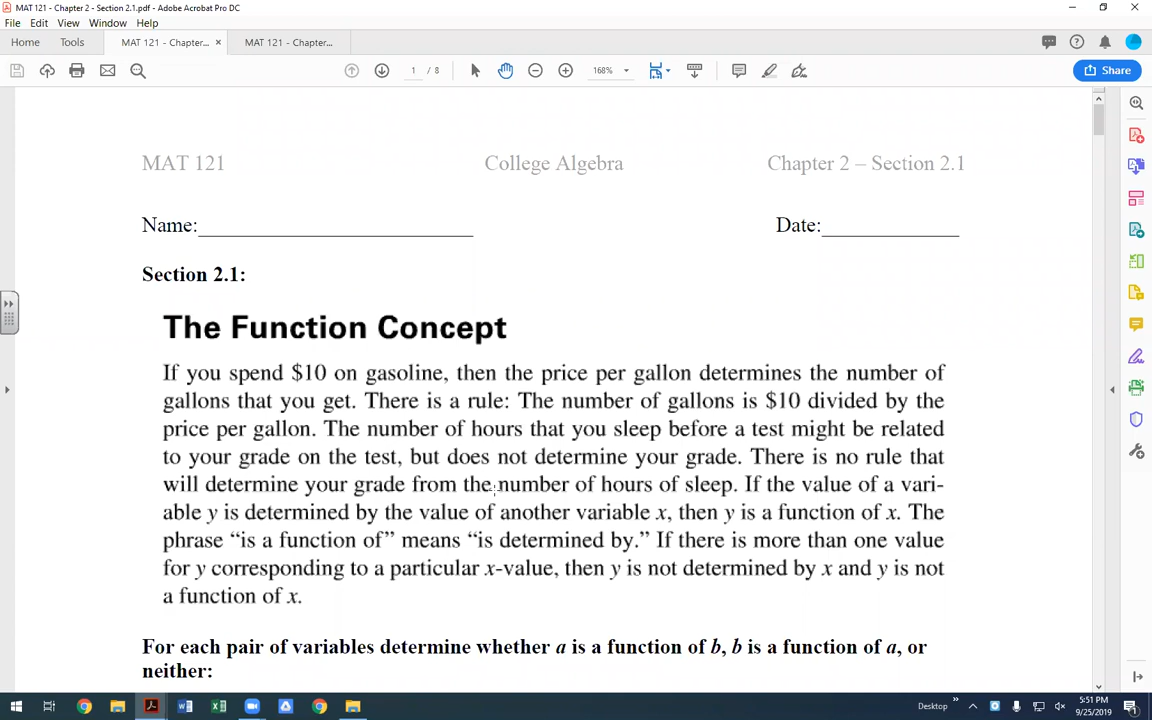 MAT 121 - Chapter 2 - Section 2.1.pdf - Adobe Acrobat Pro DC
File Edit View Window Help
Home Tools MAT 121 - Chapter... × MAT 121 - Chapter...
1 / 8 168% Share
MAT 121 College Algebra Chapter 2 – Section 2.1
Name:__________________________ Date:_____________
Section 2.1:
The Function Concept
If you spend $10 on gasoline, then the price per gallon determines the number of
gallons that you get. There is a rule: The number of gallons is $10 divided by the
price per gallon. The number of hours that you sleep before a test might be related
to your grade on the test, but does not determine your grade. There is no rule that
will determine your grade from the number of hours of sleep. If the value of a vari-
able y is determined by the value of another variable x, then y is a function of x. The
phrase “is a function of” means “is determined by.” If there is more than one value
for y corresponding to a particular x-value, then y is not determined by x and y is not
a function of x.
For each pair of variables determine whether a is a function of b, b is a function of a, or
neither:
Desktop 5:51 PM
9/25/2019